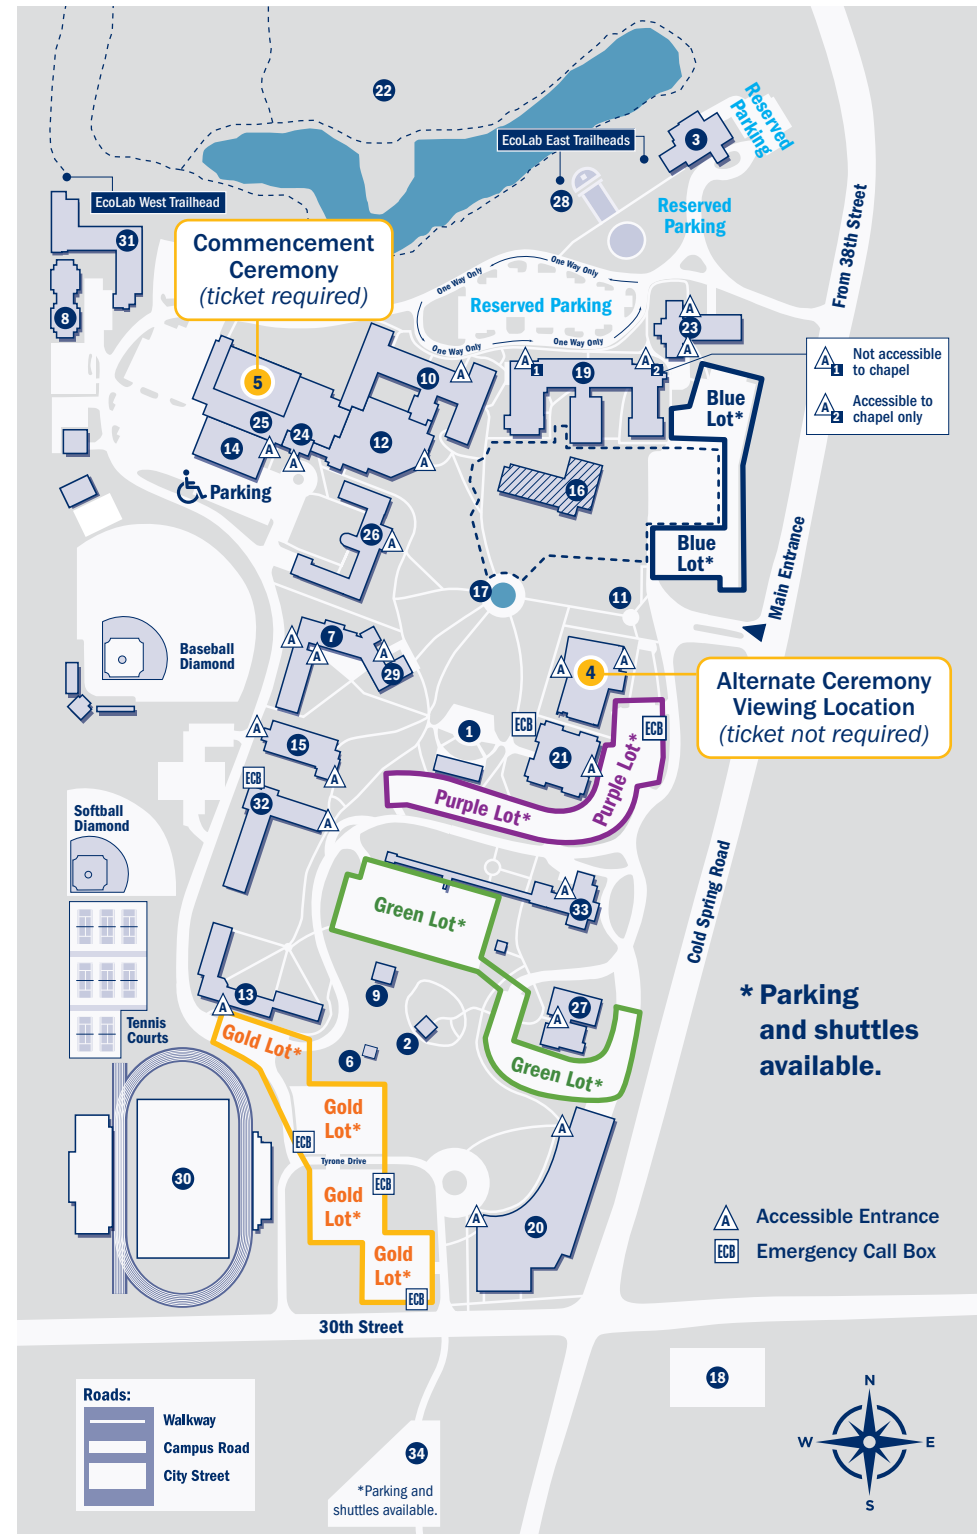 22
Reserved
Parking
3
EcoLab East Trailheads
28
Reserved
Parking
From 38th Street
EcoLab West Trailhead
31
8
Commencement
Ceremony
(ticket required)
One Way Only
One Way Only
Reserved Parking
One Way Only
One Way Only
A
23
A
A
Not accessible
1
to chapel
A
Accessible to
2
chapel only
5
10
A
A
1
19
A
2
Blue
Lot*
25
24
14
A
A
12
A
Parking
16
26
A
Blue
Lot*
Main Entrance
17
11
A
7
A
A
29
Baseball
Diamond
A
4
A
Alternate Ceremony
Viewing Location
(ticket not required)
ECB
ECB
1
A
15
A
21
A
Purple Lot*
Purple Lot*
ECB
32
A
Softball
Diamond
Cold Spring Road
A
33
Green Lot*
9
13
A
27
A
2
6
Tennis
Courts
Gold Lot*
Green Lot*
* Parking
and shuttles
available.
Gold
Lot*
ECB
Tyrone Drive
A
30
ECB
Gold
Lot*
A
20
A
Accessible Entrance
ECB
Emergency Call Box
Gold
Lot*
ECB
30th Street
18
Roads:
Walkway
Campus Road
City Street
34
*Parking and
shuttles available.
N
W
E
S